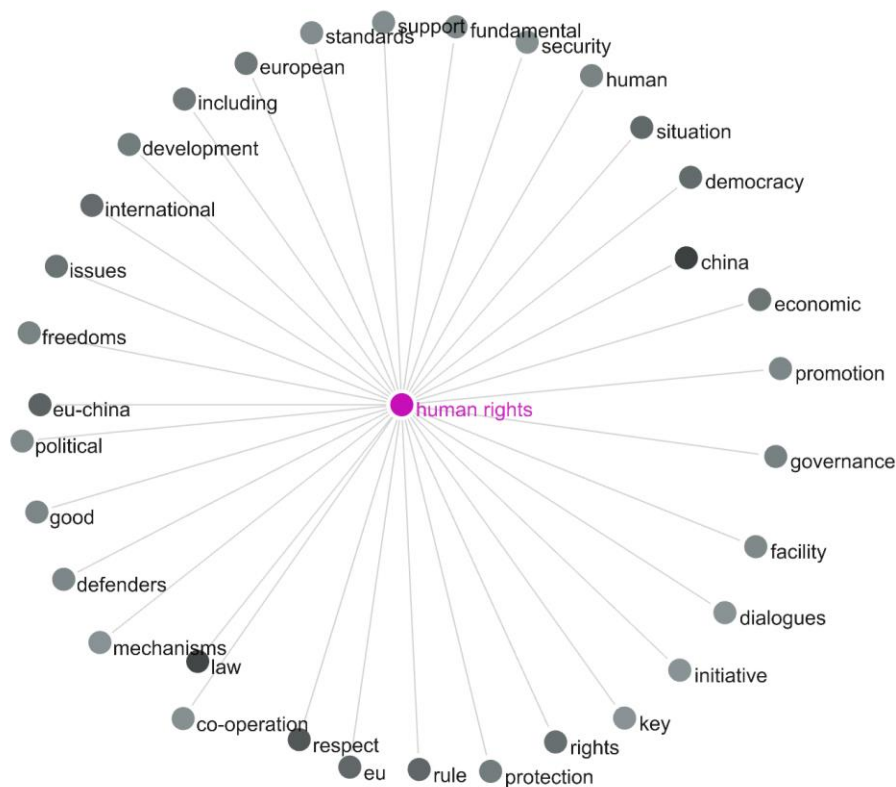 support
fundamental
standards
security
european
human
including
situation
development
democracy
international
china
issues
economic
freedoms
promotion
eu-china
human rights
political
governance
good
facility
defenders
dialogues
mechanisms
law
initiative
co-operation
key
respect
rights
eu
rule
protection